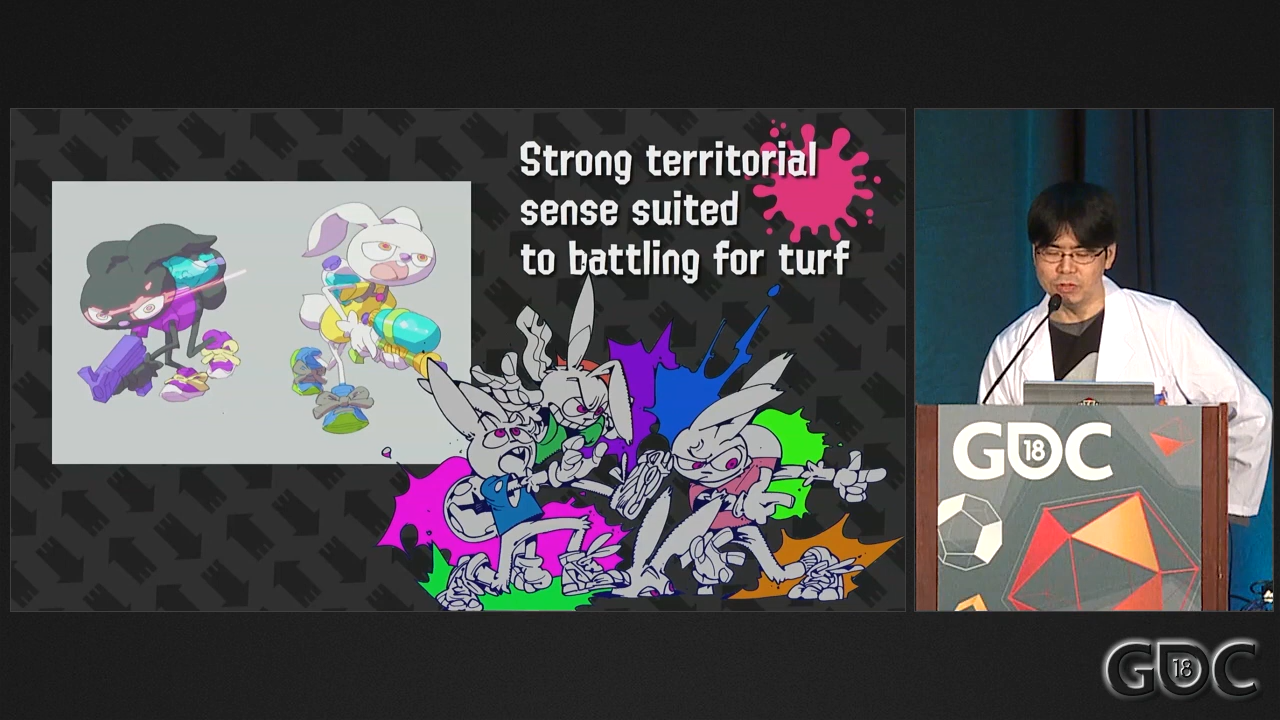 Strong territorial
sense suited
to battling for turf
GDC
18
GDC
18